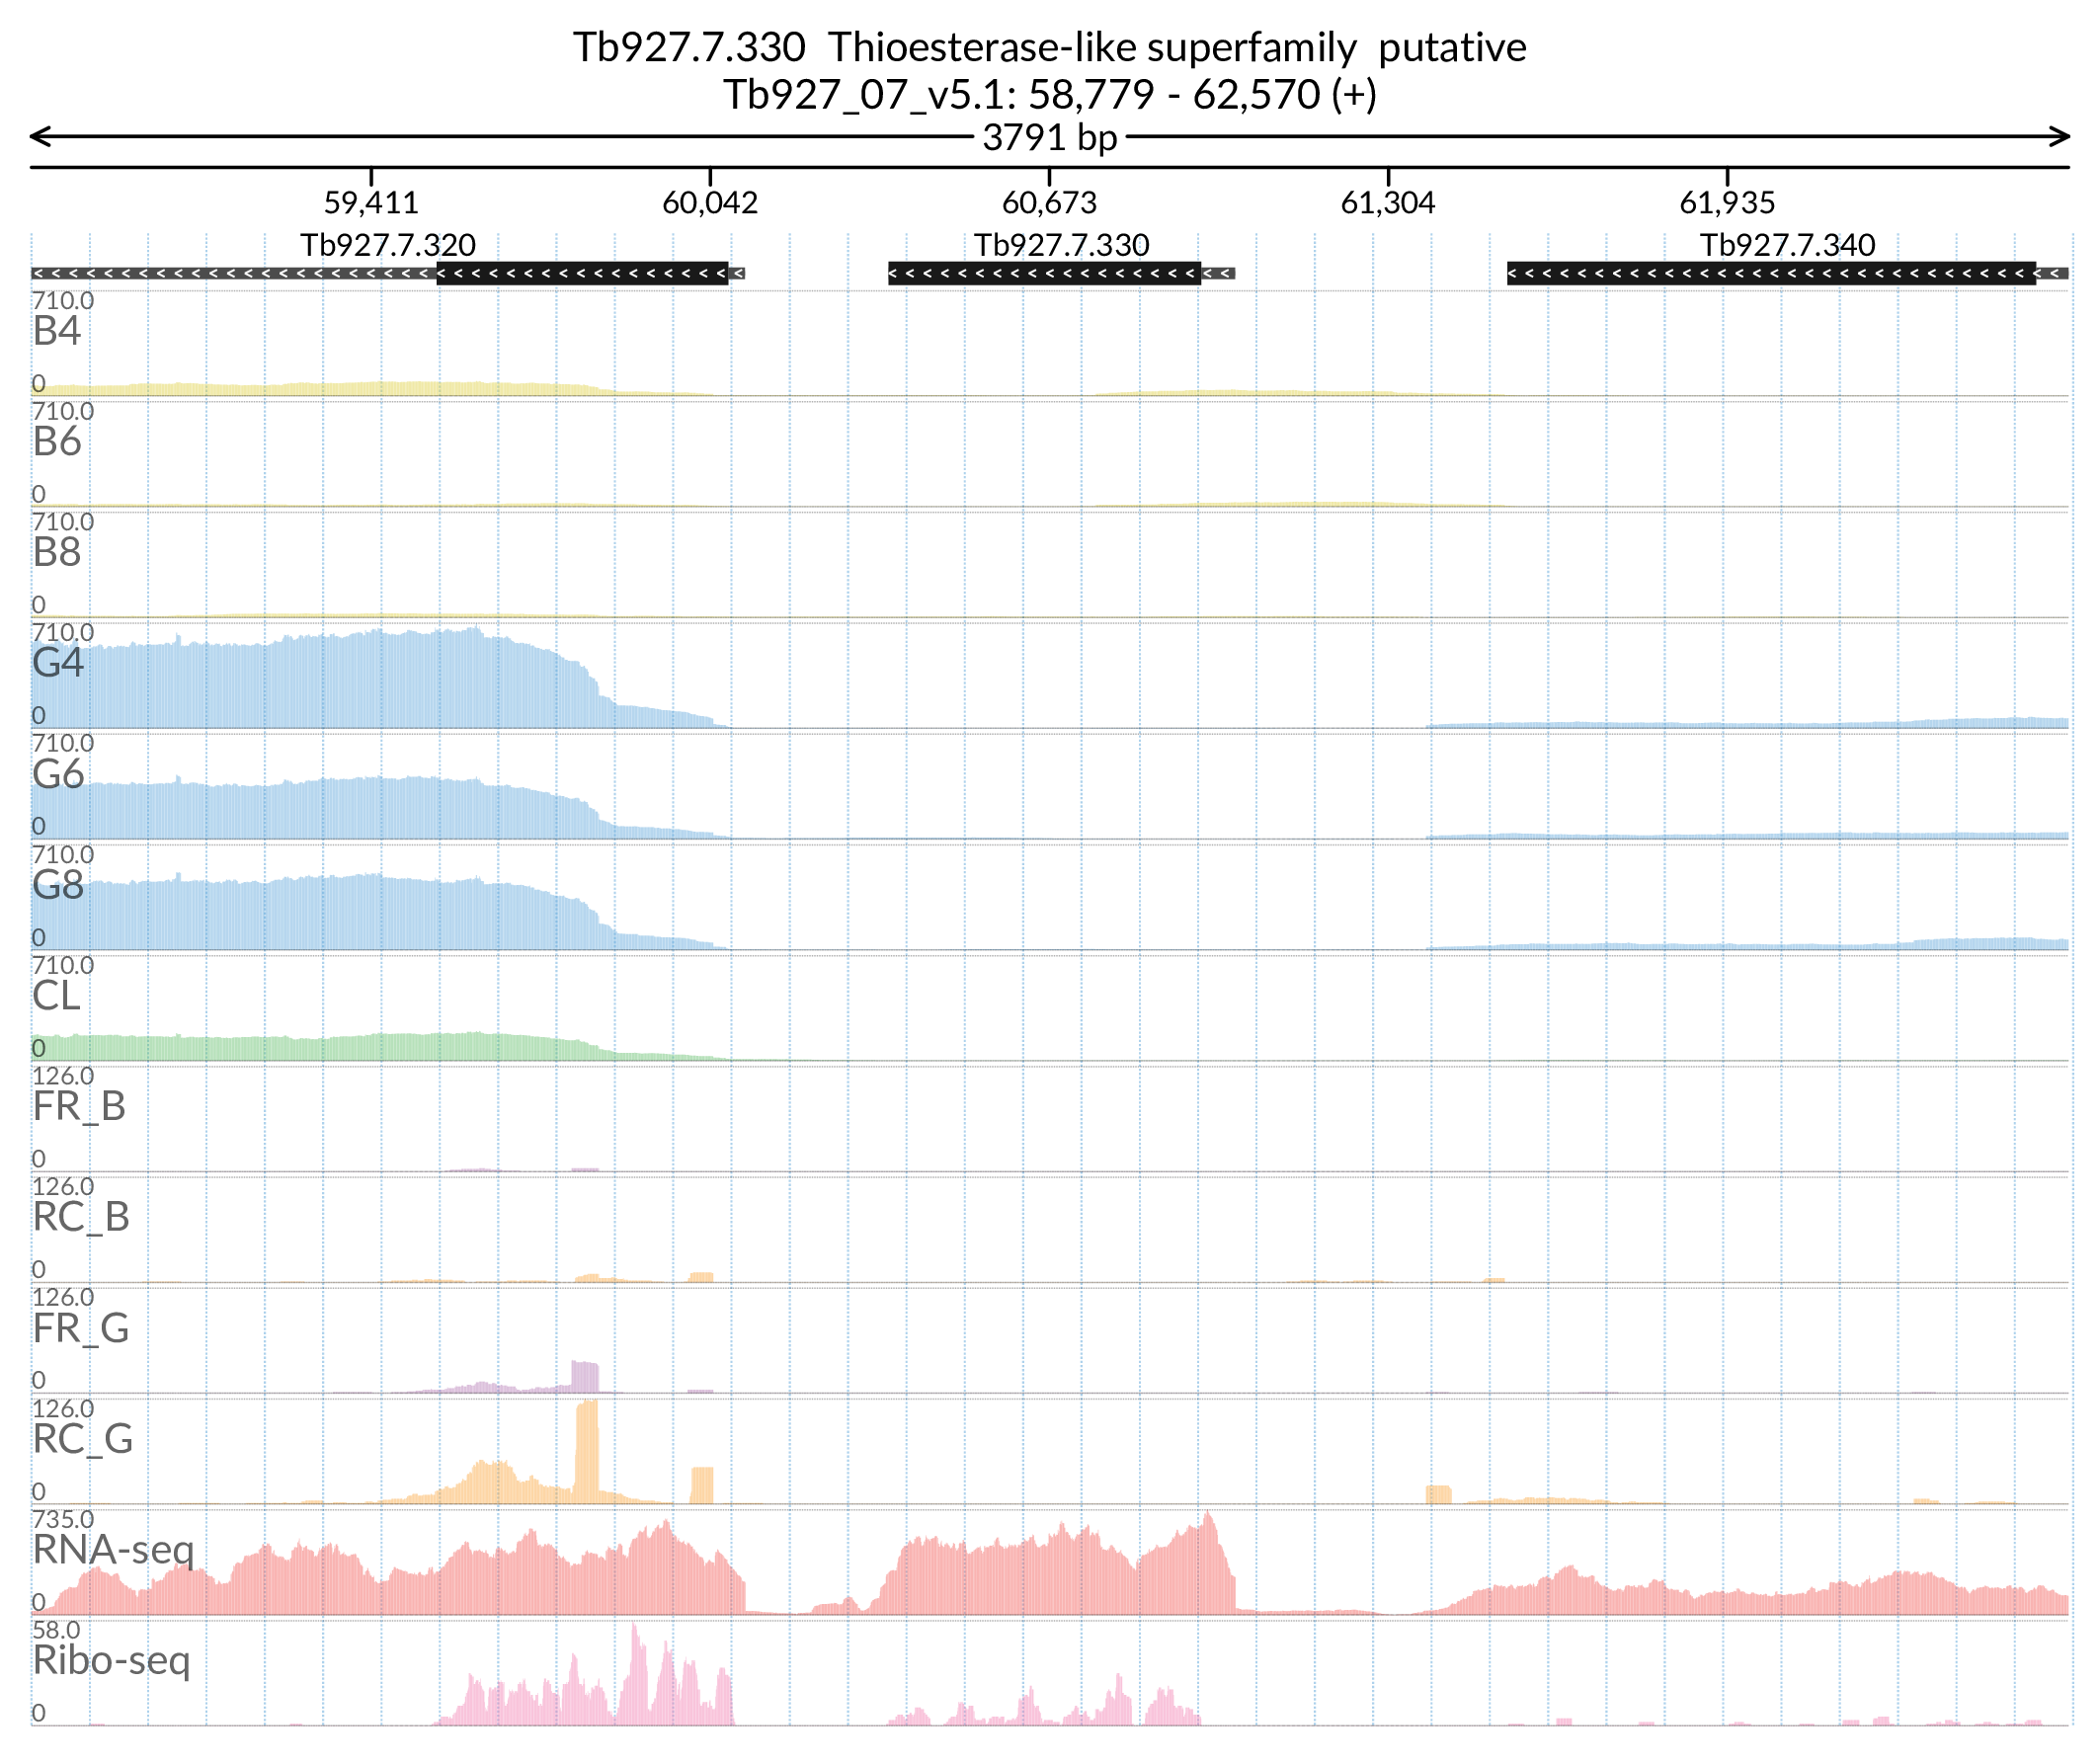 Tb927.7.330 Thioesterase-like superfamily putative
Tb927_07_v5.1: 58,779 - 62,570 (+)
3791 bp
59,411 60,042 60,673 61,304 61,935
Tb927.7.320 Tb927.7.330 Tb927.7.340
710.0
B4
0
710.0
B6
0
710.0
B8
0
710.0
G4
0
710.0
G6
0
710.0
G8
0
710.0
CL
0
126.0
FR_B
0
126.0
RC_B
0
126.0
FR_G
0
126.0
RC_G
0
735.0
RNA-seq
0
58.0
Ribo-seq
0